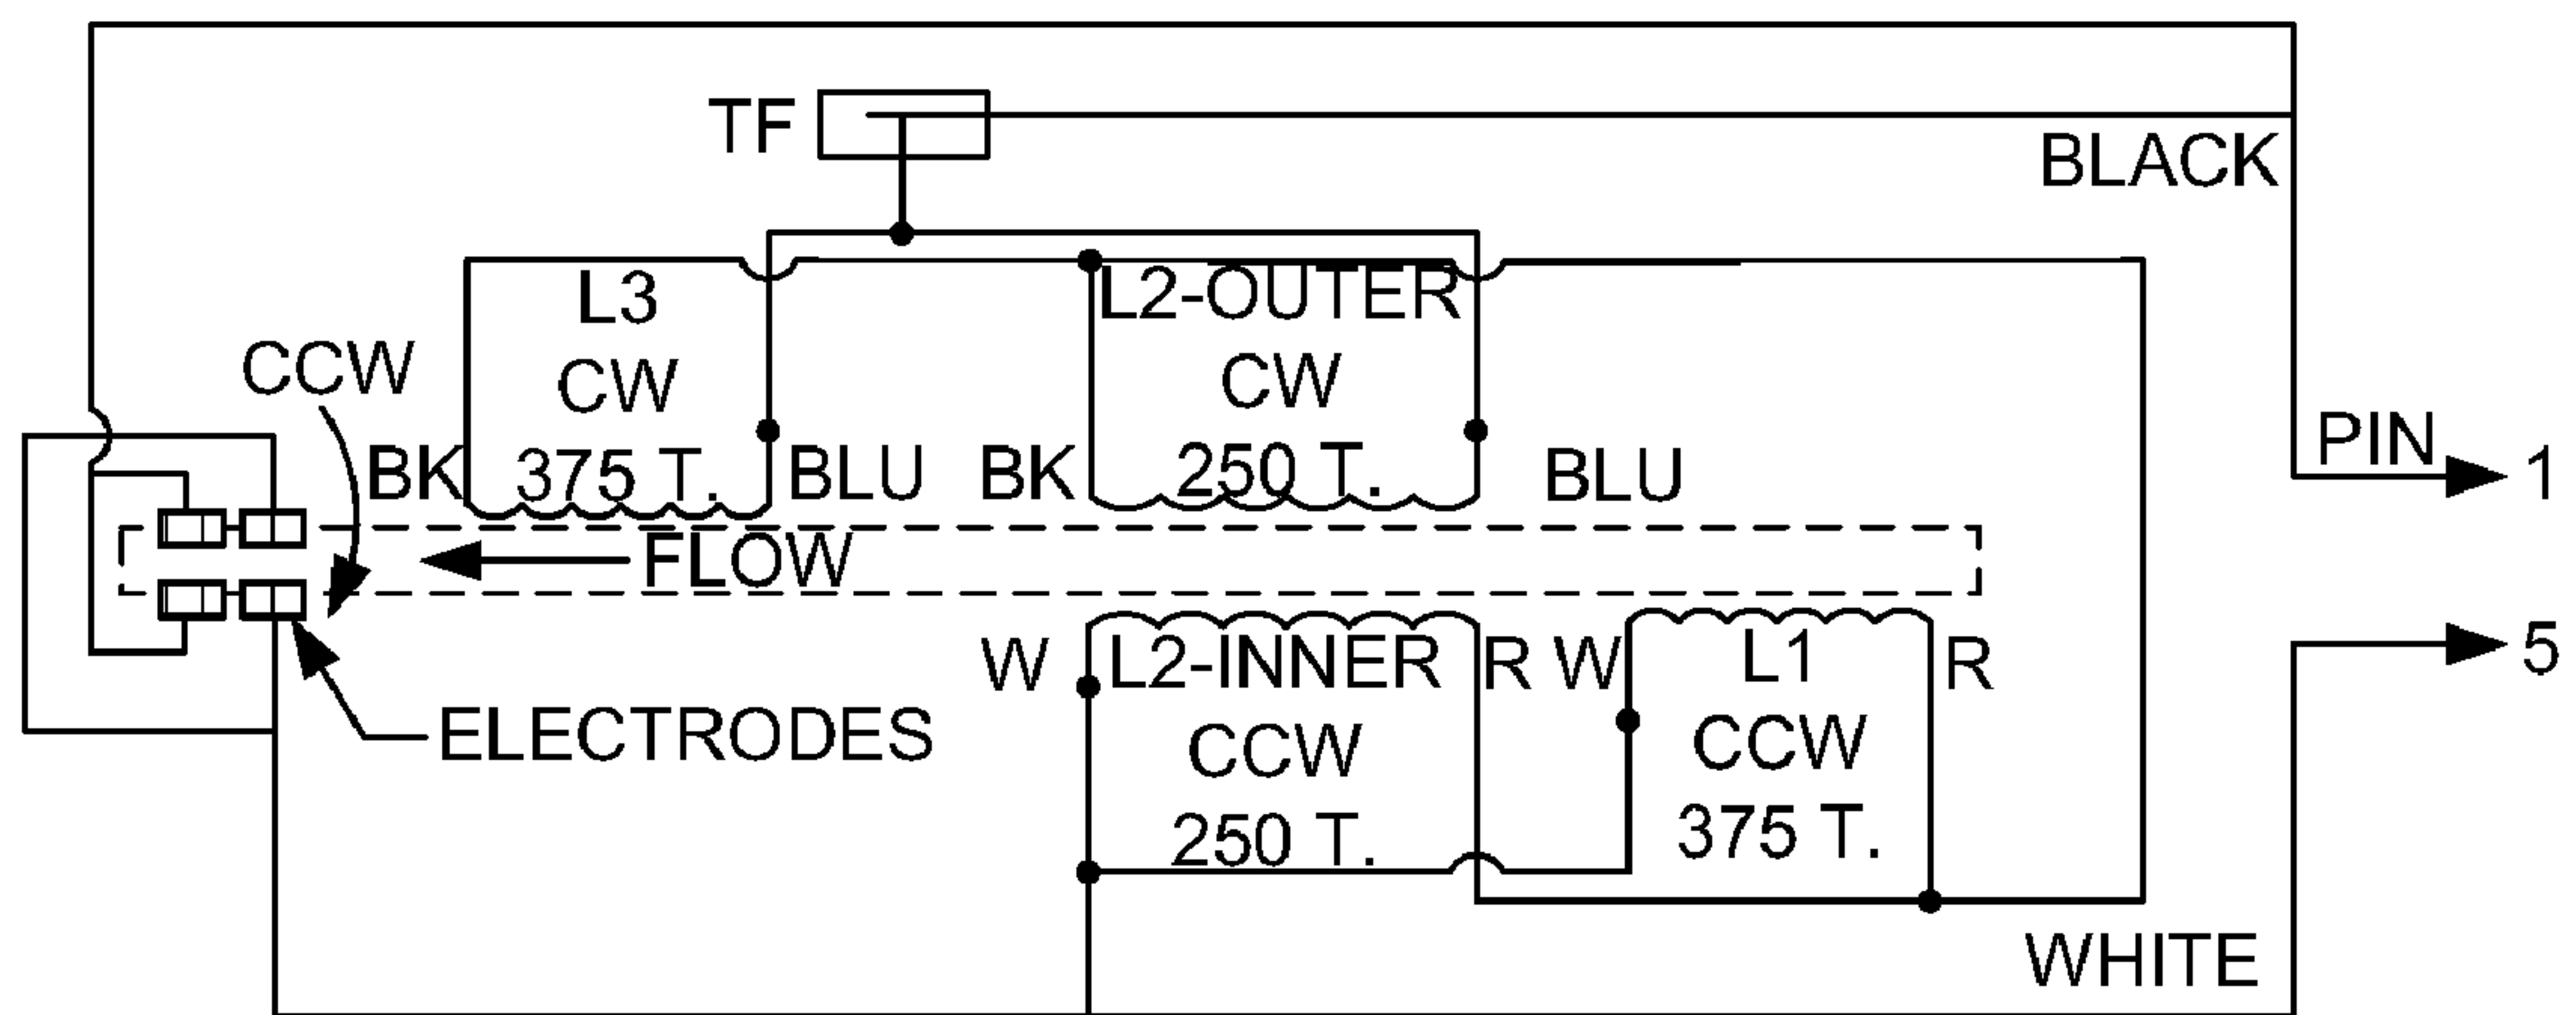 TF
BLACK
L3
CW
375 T.
L2-OUTER
CW
250 T.
CCW
BK
BLU
BK
BLU
PIN
1
FLOW
W
L2-INNER
CCW
250 T.
R
W
L1
CCW
375 T.
R
5
ELECTRODES
WHITE